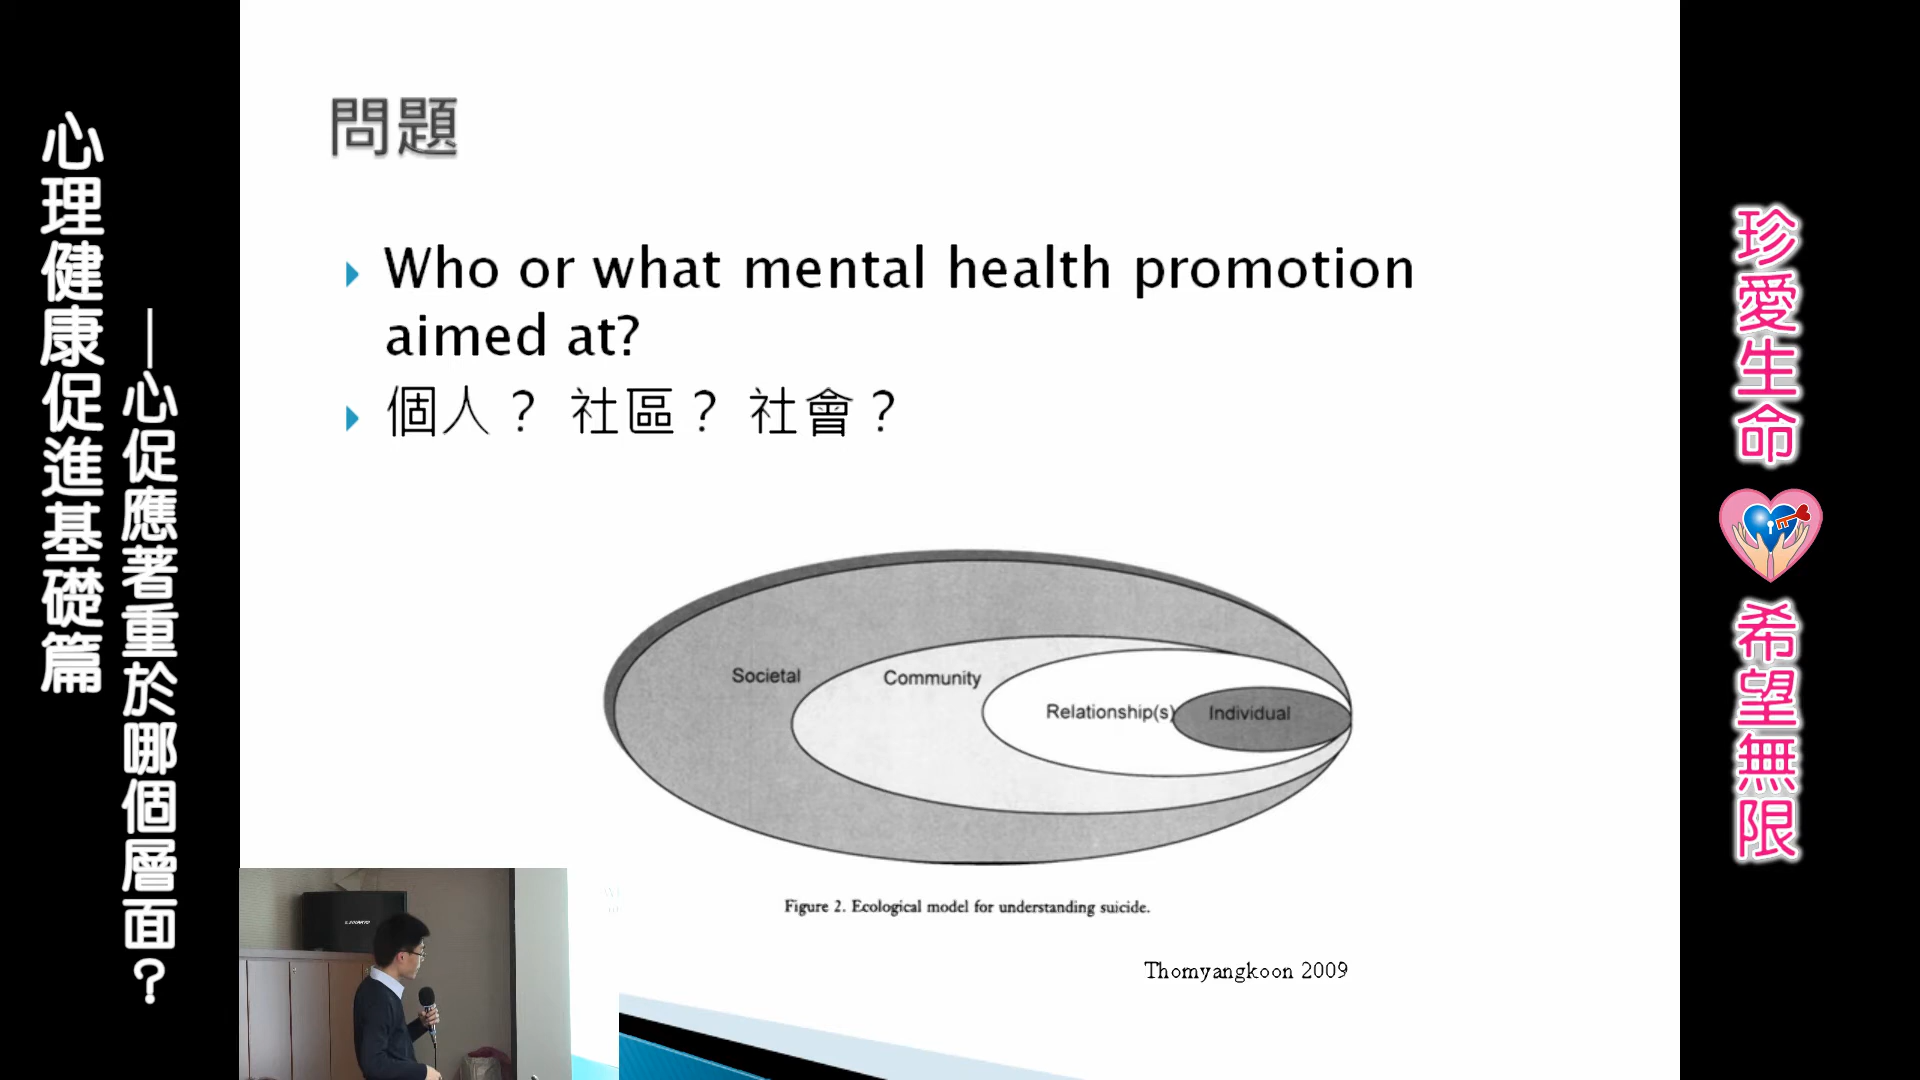 心理健康促進基礎篇
—心促應著重於哪個層面?
問題
Who or what mental health promotion
aimed at?
個人? 社區? 社會?
Societal
Community
Relationship(s)
Individual
Figure 2. Ecological model for understanding suicide.
Thomyangkoon 2009
珍愛生命
希望無限